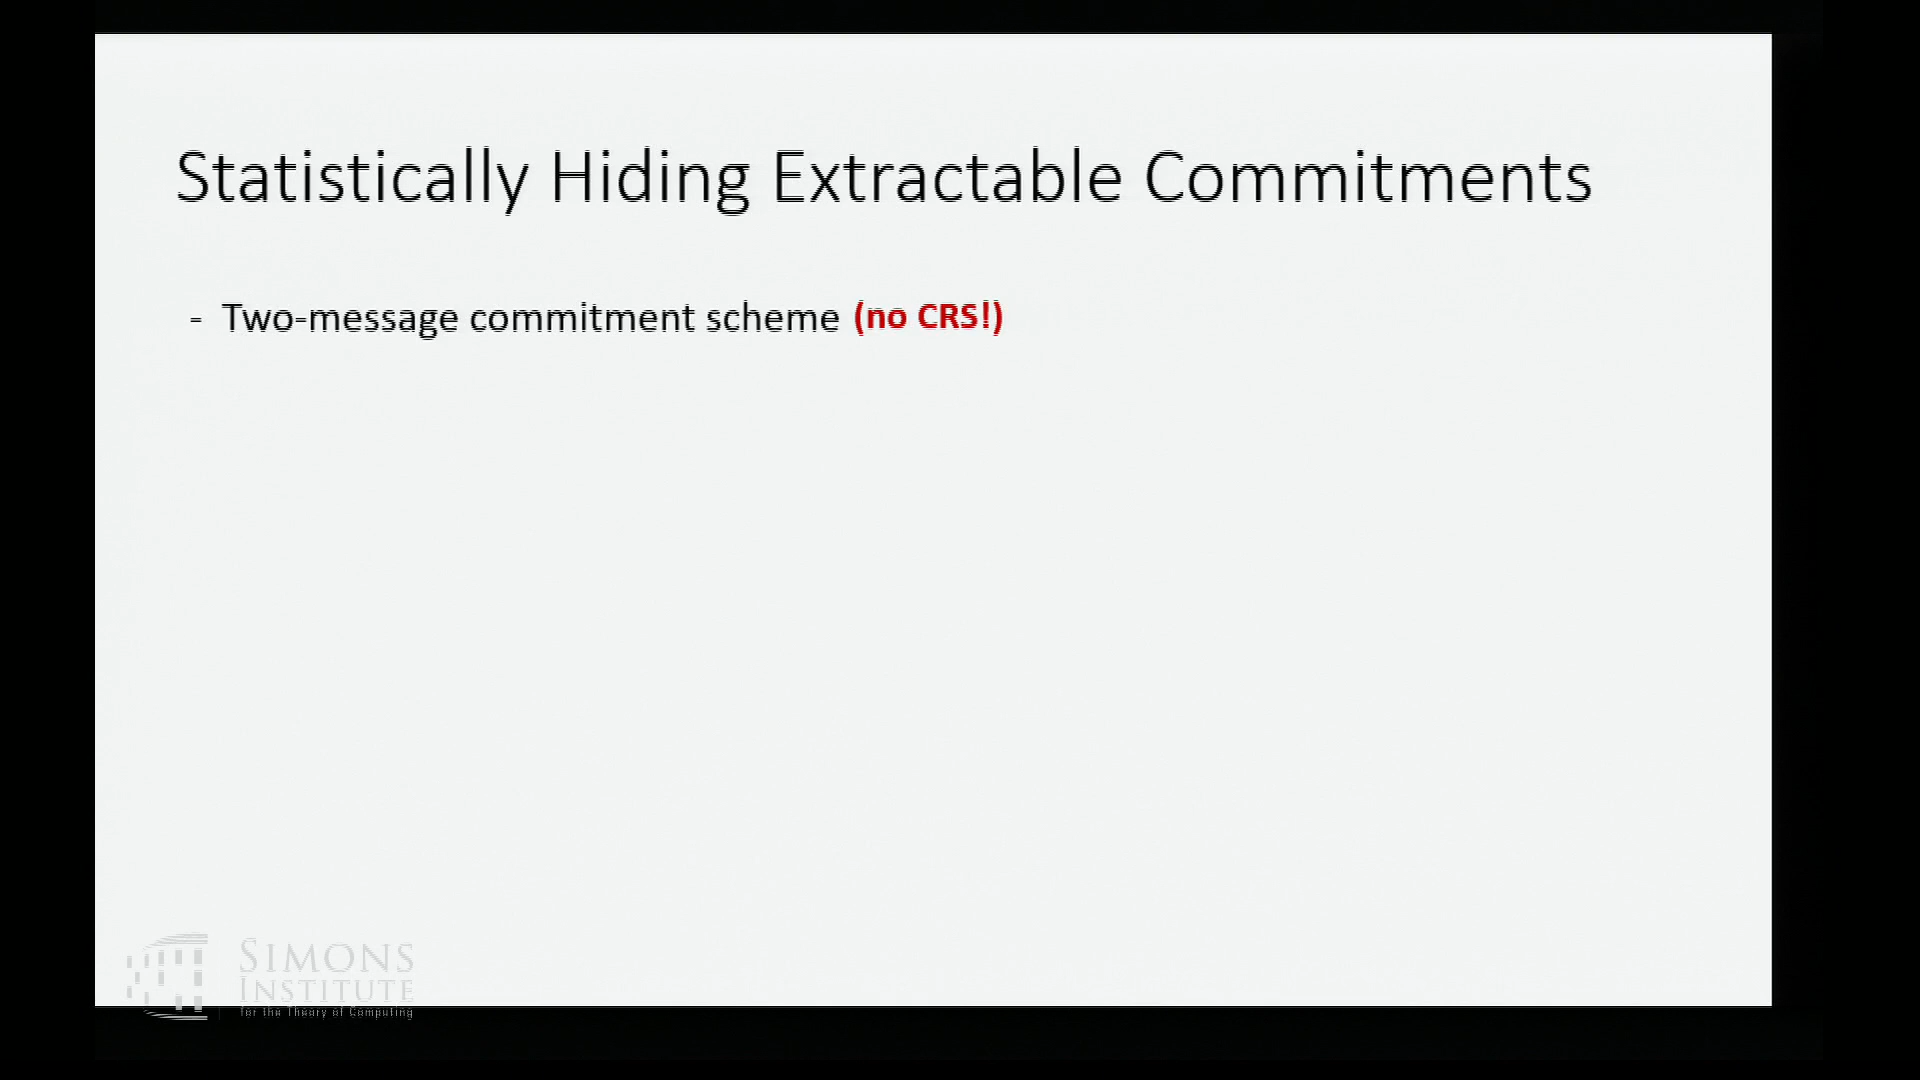 Statistically Hiding Extractable Commitments
- Two-message commitment scheme (no CRS!)
SIMONS
INSTITUTE
for the Theory of Computing